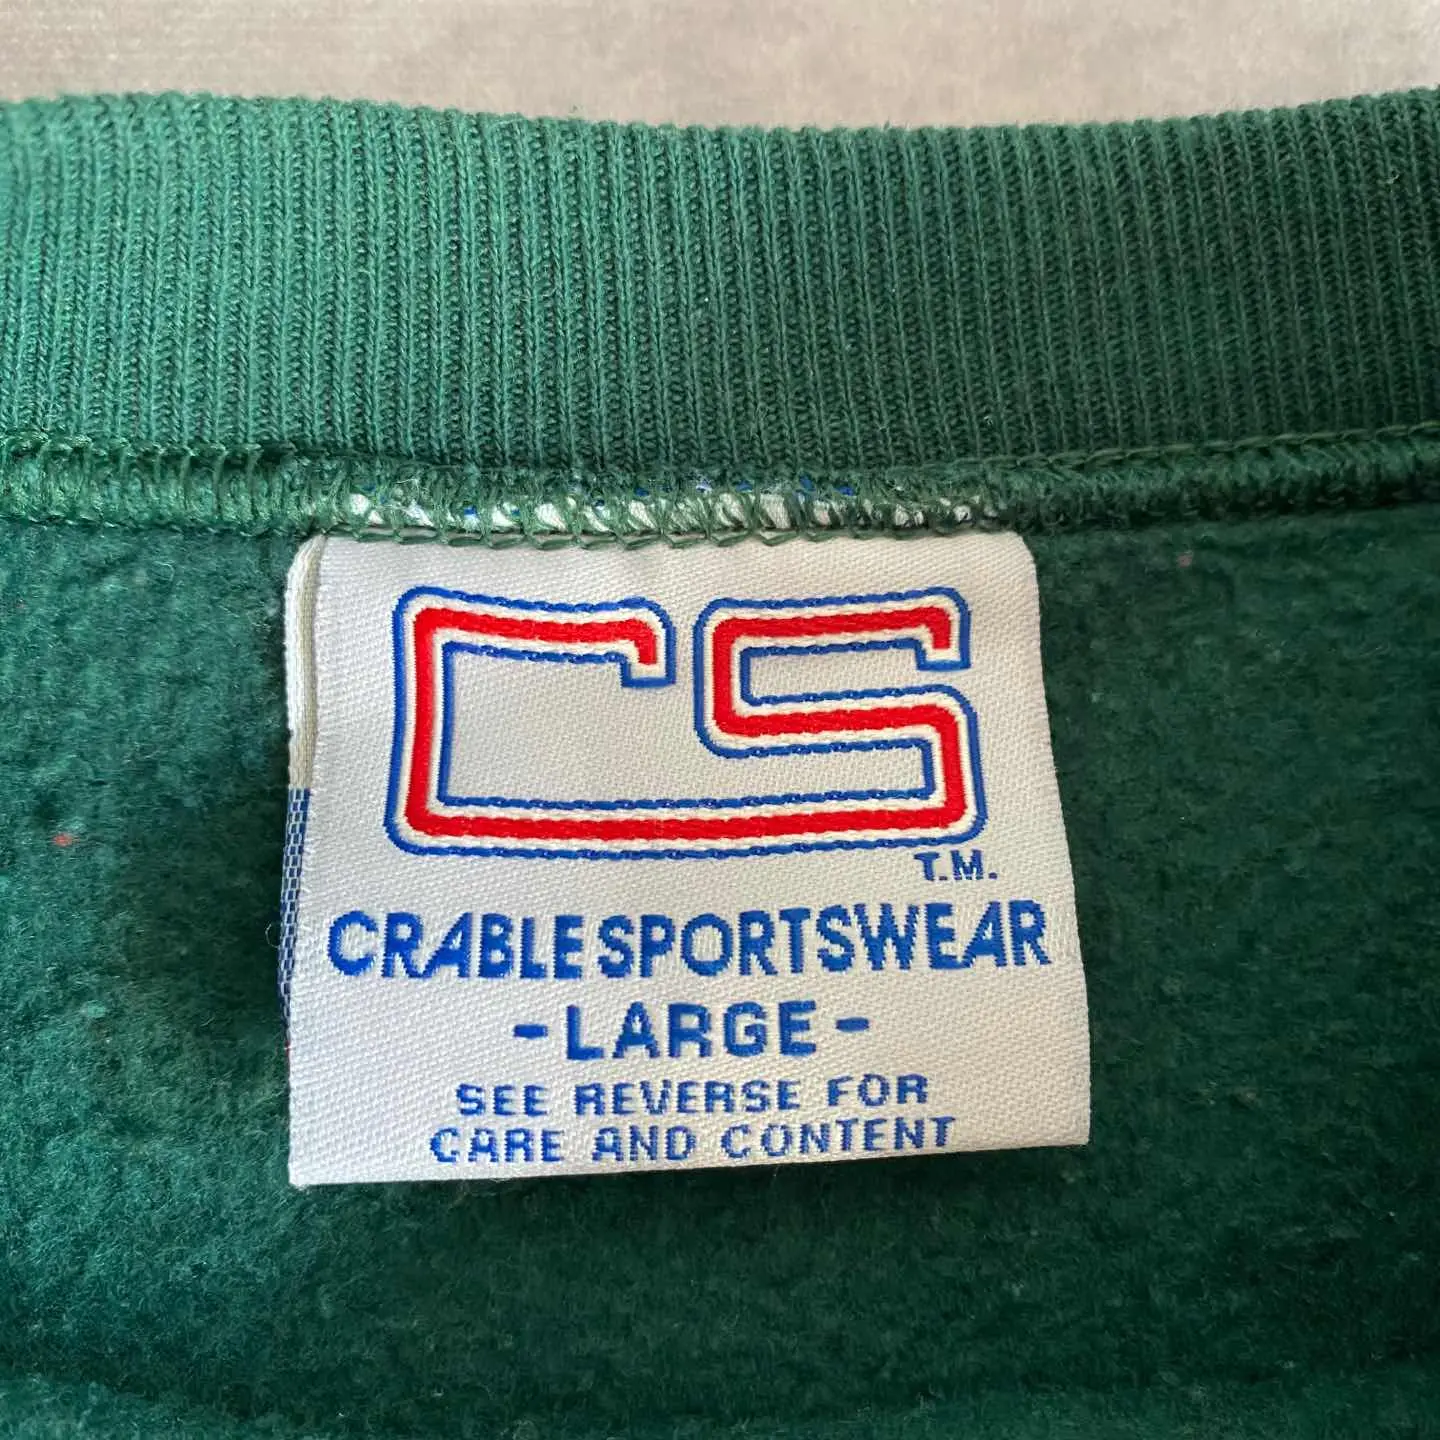 CS
T.M.
CRABLE SPORTSWEAR
- LARGE -
SEE REVERSE FOR
CARE AND CONTENT